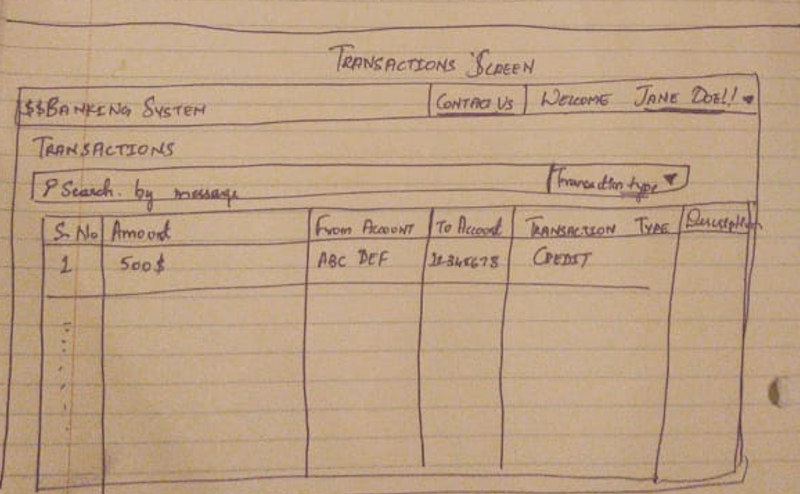 TRANSACTIONS SCREEN
$$BANKING SYSTEM CONTACT US WELCOME JANE DOE!!
TRANSACTIONS
Search by message Transaction type
S. No Amount From Account To Account TRANSACTION TYPE Description
1 500$ ABC DEF 12345678 CREDIT